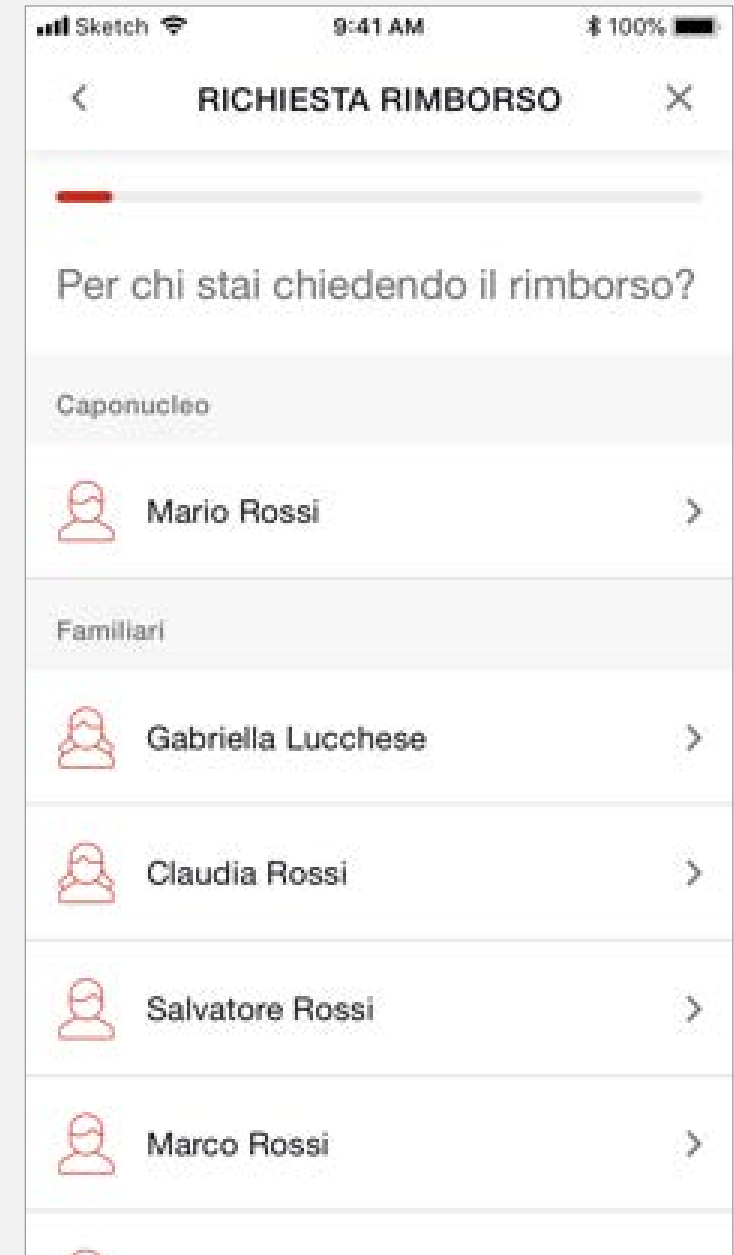 Sketch 9:41 AM 100%
RICHIESTA RIMBORSO
Per chi stai chiedendo il rimborso?
Caponucleo
Mario Rossi
Familiari
Gabriella Lucchese
Claudia Rossi
Salvatore Rossi
Marco Rossi